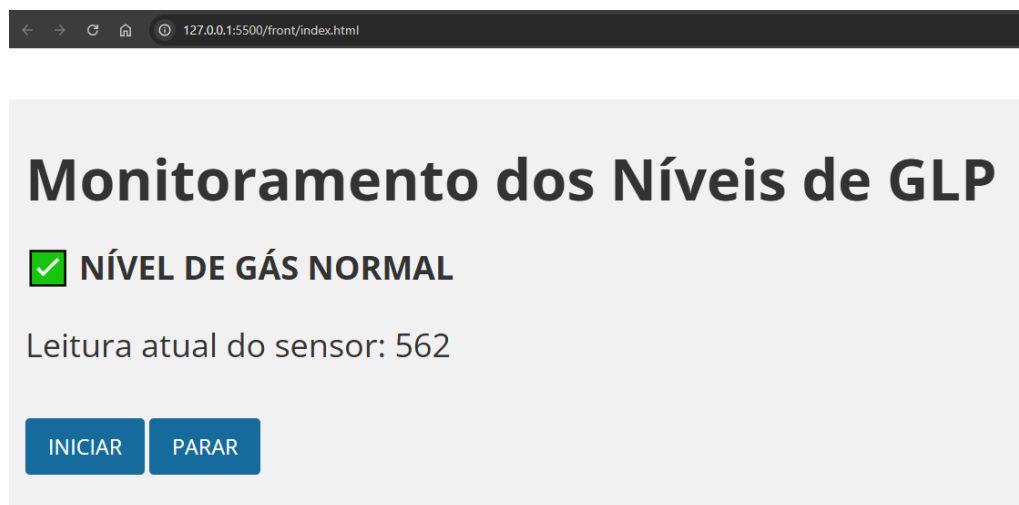 127.0.0.1:5500/front/index.html
Monitoramento dos Níveis de GLP
✅ NÍVEL DE GÁS NORMAL
Leitura atual do sensor: 562
INICIAR PARAR